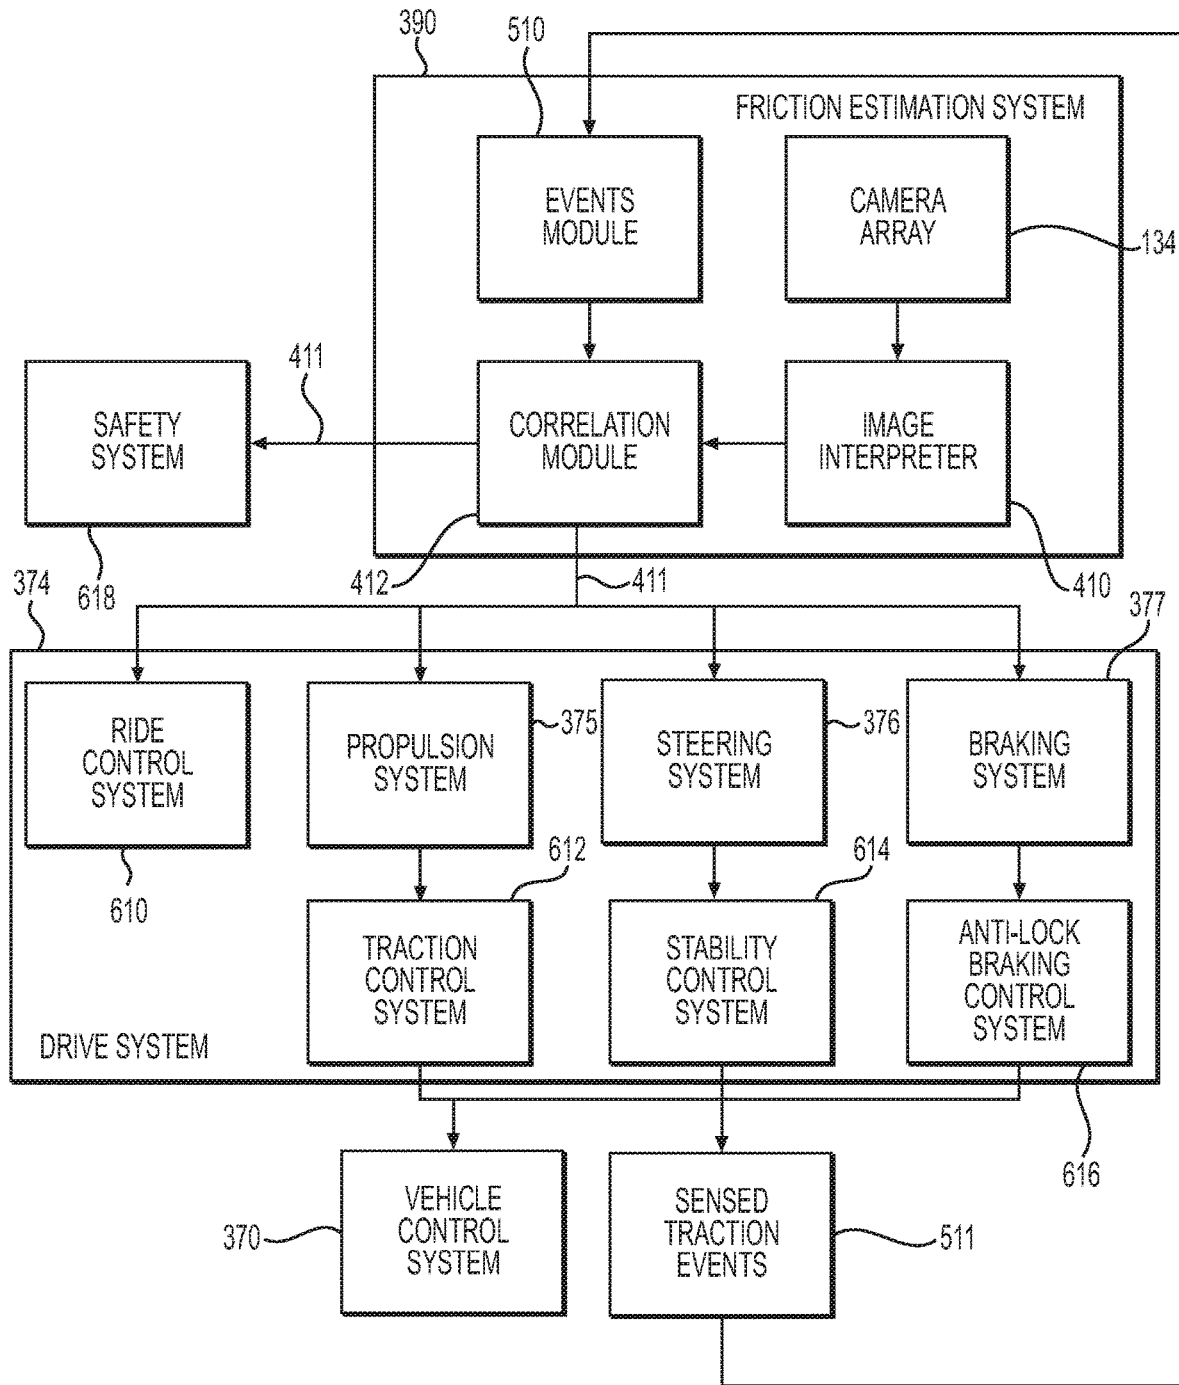 390
510
FRICTION ESTIMATION SYSTEM
EVENTS
MODULE
CAMERA
ARRAY
134
411
SAFETY
SYSTEM
CORRELATION
MODULE
IMAGE
INTERPRETER
618
412
411
410
374
377
RIDE
CONTROL
SYSTEM
PROPULSION
SYSTEM
375
STEERING
SYSTEM
376
BRAKING
SYSTEM
610
612
614
TRACTION
CONTROL
SYSTEM
STABILITY
CONTROL
SYSTEM
ANTI-LOCK
BRAKING
CONTROL
SYSTEM
DRIVE SYSTEM
616
370
VEHICLE
CONTROL
SYSTEM
SENSED
TRACTION
EVENTS
511